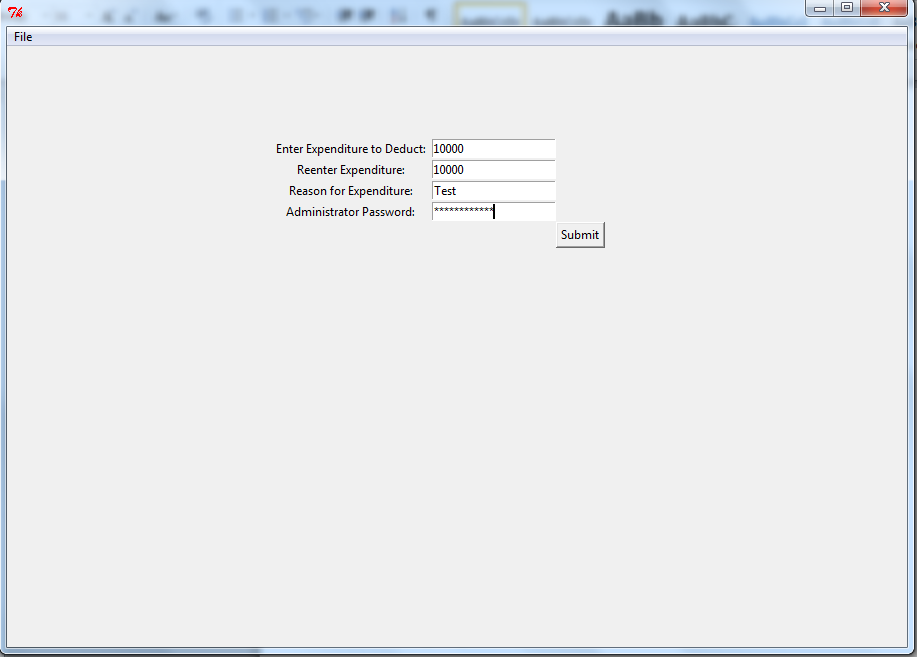 File
Enter Expenditure to Deduct: 10000
Reenter Expenditure: 10000
Reason for Expenditure: Test
Administrator Password: ************
Submit